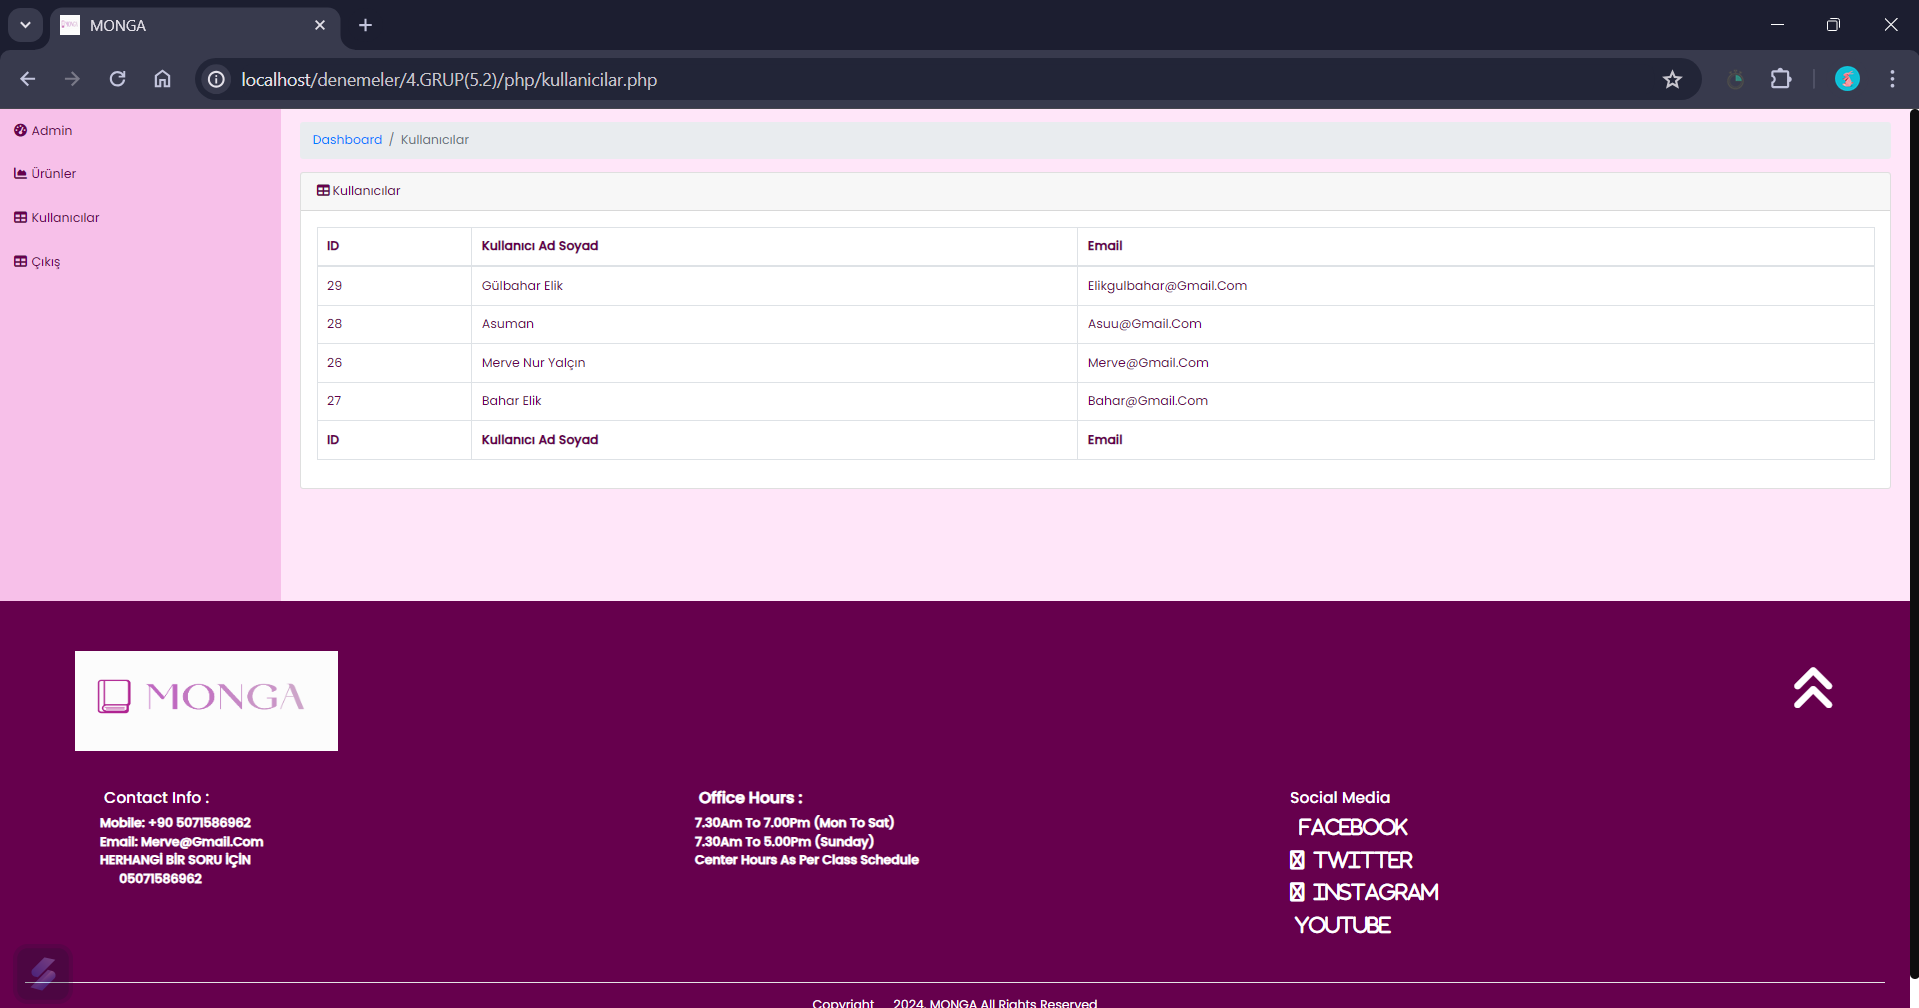 MONGA
localhost/denemeler/4.GRUP(5.2)/php/kullanicilar.php
Admin
Ürünler
Kullanıcılar
Çıkış
Dashboard / Kullanıcılar
Kullanıcılar
ID Kullanıcı Ad Soyad Email
29 Gülbahar Elik Elikgulbahar@Gmail.Com
28 Asuman Asuu@Gmail.Com
26 Merve Nur Yalçın Merve@Gmail.Com
27 Bahar Elik Bahar@Gmail.Com
ID Kullanıcı Ad Soyad Email
MONGA
Contact Info :
Mobile: +90 5071586962
Email: Merve@Gmail.Com
HERHANGİ BİR SORU İÇİN
05071586962
Office Hours :
7.30Am To 7.00Pm (Mon To Sat)
7.30Am To 5.00Pm (Sunday)
Center Hours As Per Class Schedule
Social Media
FACEBOOK
TWITTER
INSTAGRAM
YOUTUBE
Copyright 2024. MONGA All Rights Reserved